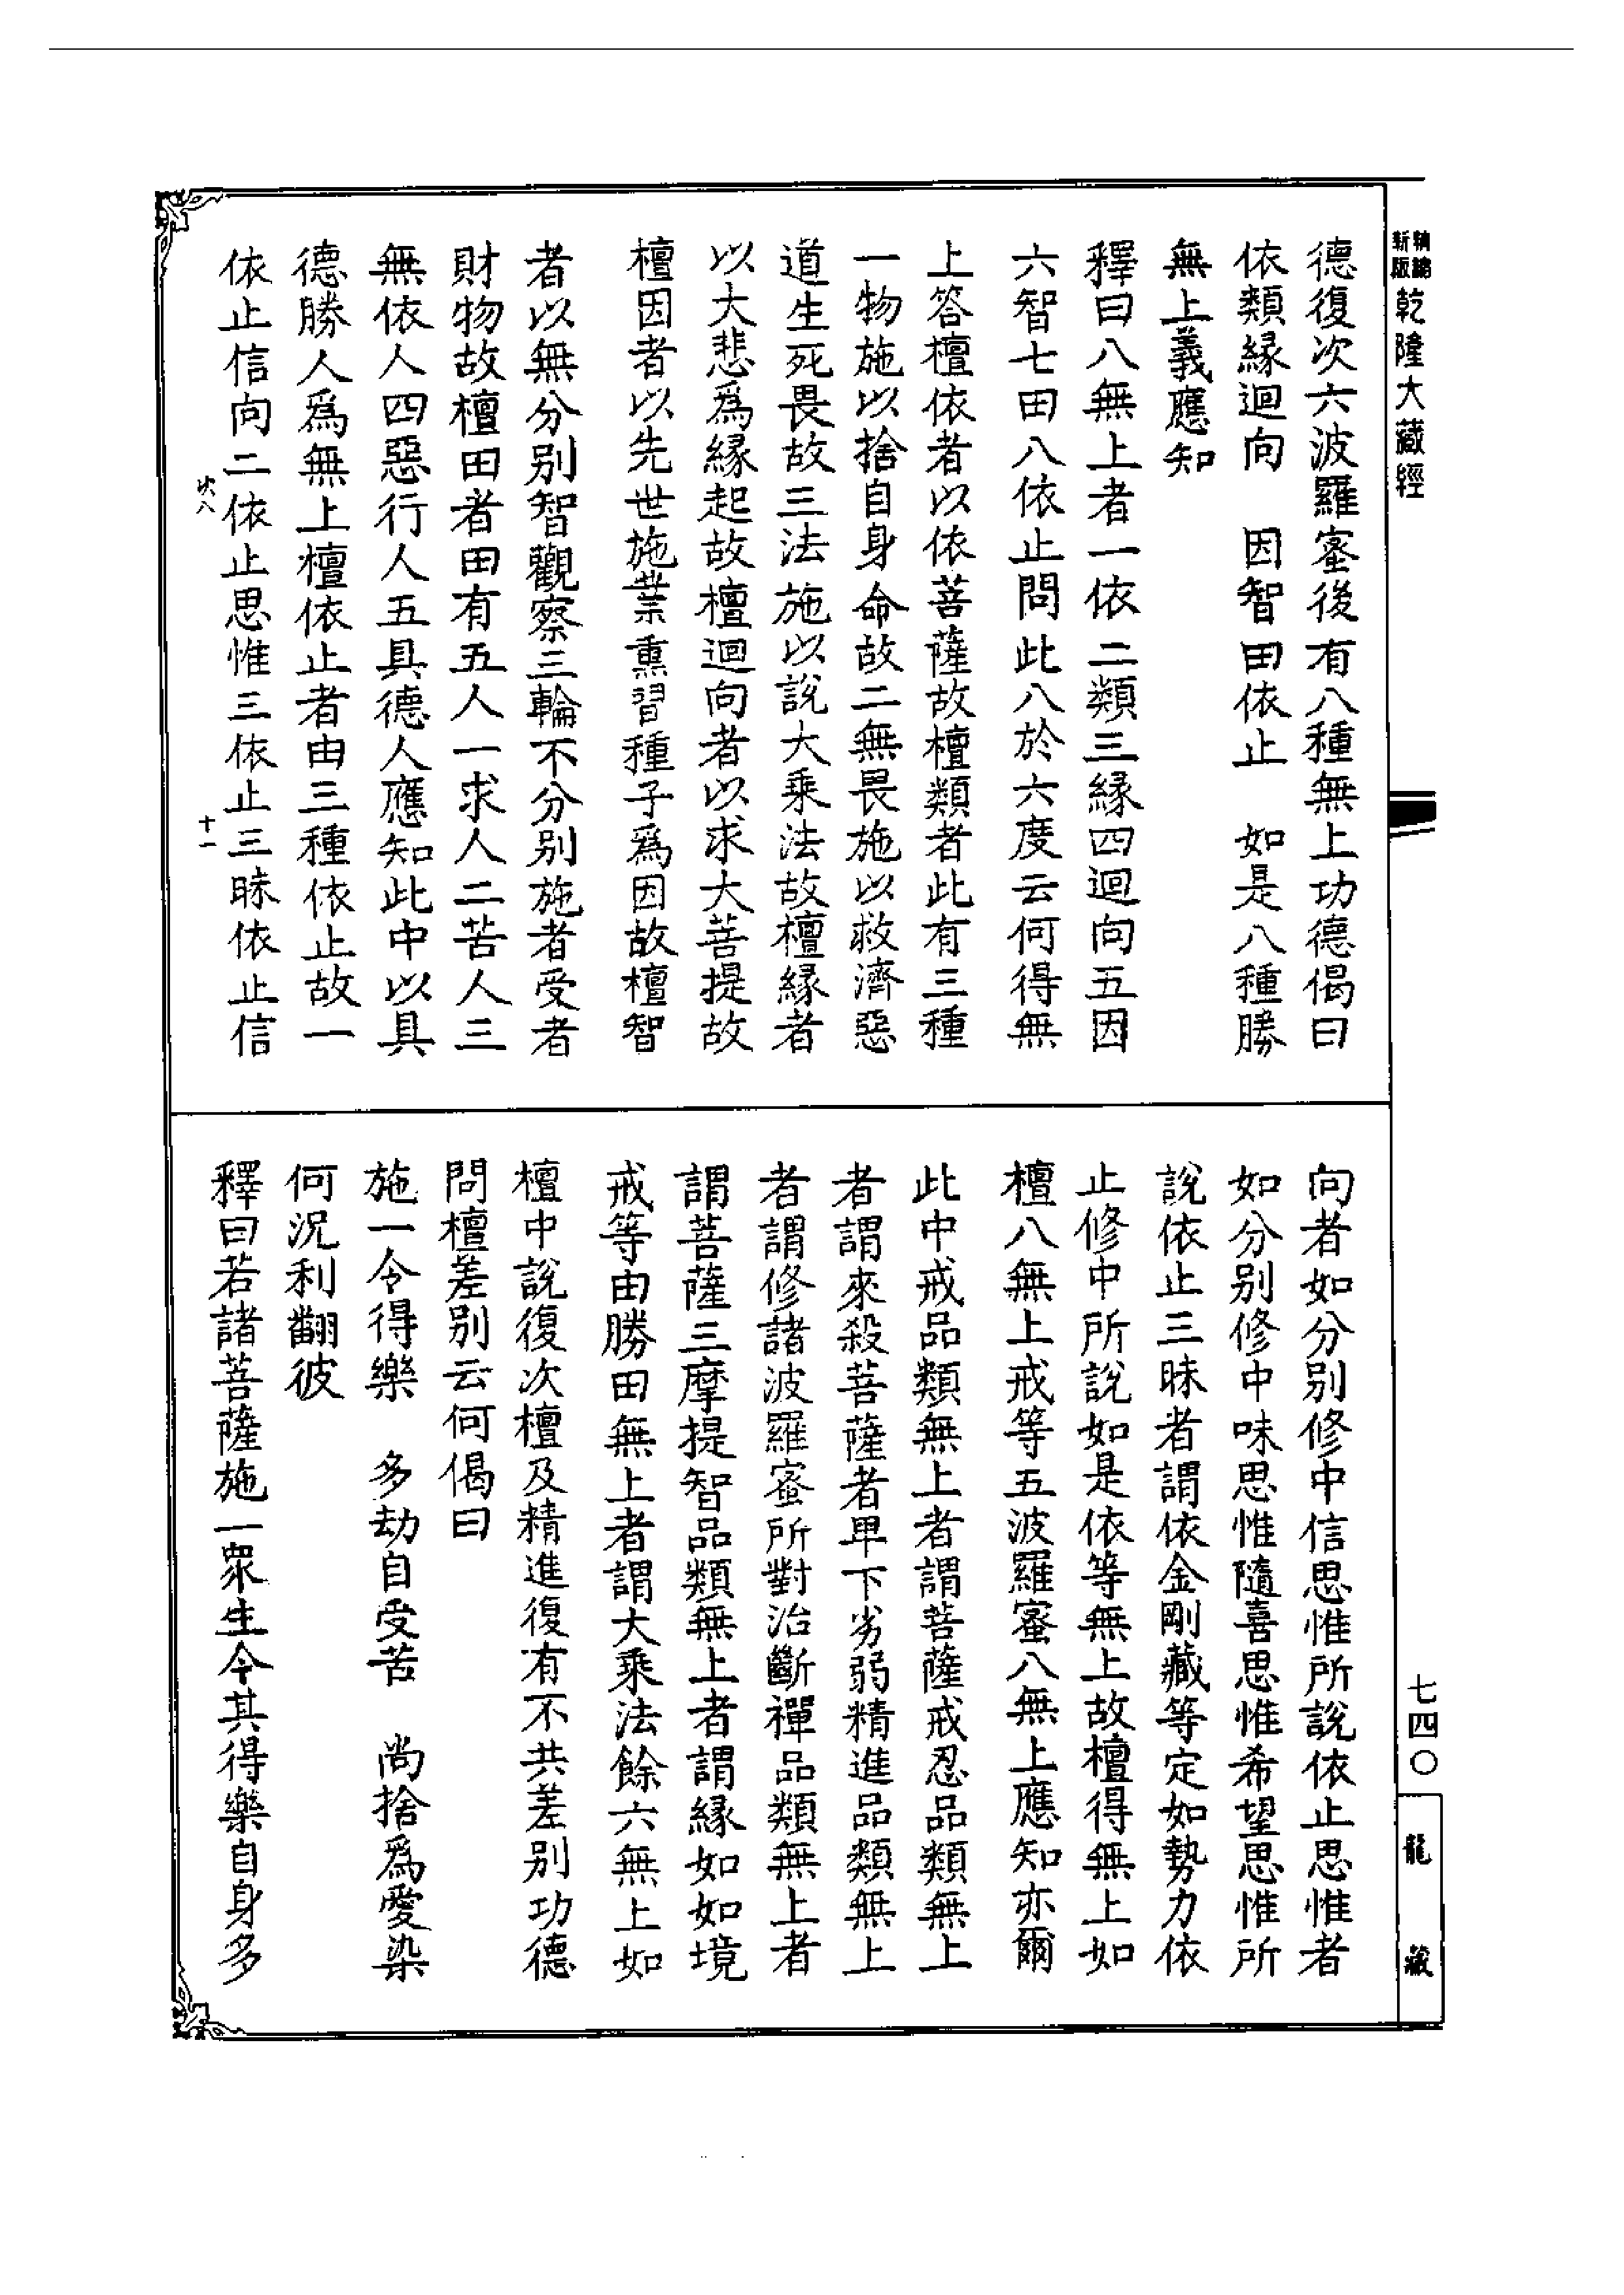 新編
新版
乾隆大藏經
德復次六波羅蜜後有八種無上功德偈曰
依類緣迴向　因智田依止　如是八種勝
無上義應知
釋曰八無上者一依二類三緣四迴向五因
六智七田八依止問此八於六度云何得無
上答檀依者以依菩薩故檀類者此有三種
一物施以捨自身命故二無畏施以救濟惡
道生死畏故三法施以說大乘法故檀緣者
以大悲為緣起故檀迴向者以求大菩提故
檀因者以先世施業熏習種子為因故檀智
者以無分別智觀察三輪不分別施者受者
財物故檀田者田有五人一求人二苦人三
無依人四惡行人五具德人應知此中以具
德勝人為無上檀依止者由三種依止故一
依止信向二依止思惟三依止三昧依止信
十一
向者如分別修中信思惟所說依止思惟者
如分別修中味思惟隨喜思惟希望思惟所
說依止三昧者謂依金剛藏等定如勢力依
止修中所說如是依等無上故檀得無上如
檀八無上戒等五波羅蜜八無上應知亦爾
此中戒品類無上者謂菩薩戒忍品類無上
者謂來殺菩薩者卑下劣弱精進品類無上
者謂修諸波羅蜜所對治斷禪品類無上者
謂菩薩三摩提智品類無上者謂緣如如境
戒等由勝田無上者謂大乘法餘六無上如
檀中說復次檀及精進復有不共差別功德
問檀差別云何偈曰
施一令得樂　多劫自受苦　尚捨為愛染
何況利翻彼
釋曰若諸菩薩施一眾生令其得樂自身多
七四〇
龍藏